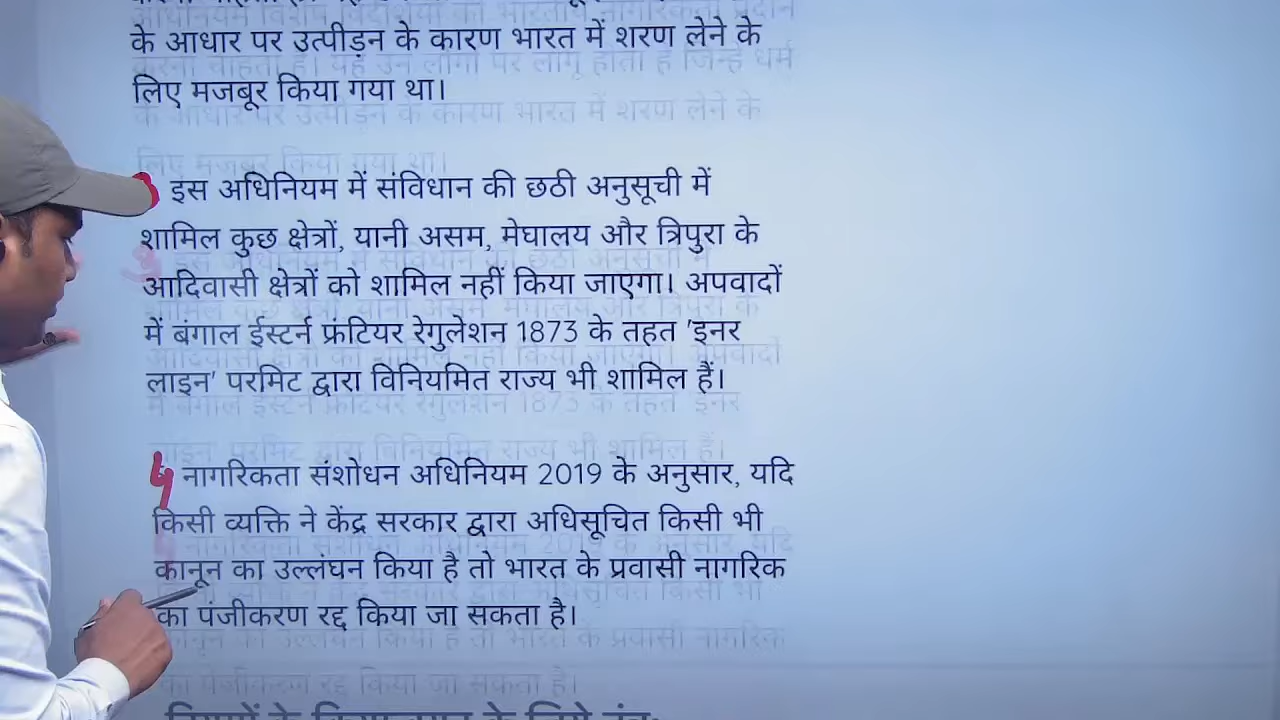 के आधार पर उत्पीड़न के कारण भारत में शरण लेने के
लिए मजबूर किया गया था।
3 इस अधिनियम में संविधान की छठी अनुसूची में
शामिल कुछ क्षेत्रों, यानी असम, मेघालय और त्रिपुरा के
आदिवासी क्षेत्रों को शामिल नहीं किया जाएगा। अपवादों
में बंगाल ईस्टर्न फ्रंटियर रेगुलेशन 1873 के तहत 'इनर
लाइन' परमिट द्वारा विनियमित राज्य भी शामिल हैं।
4 नागरिकता संशोधन अधिनियम 2019 के अनुसार, यदि
किसी व्यक्ति ने केंद्र सरकार द्वारा अधिसूचित किसी भी
कानून का उल्लंघन किया है तो भारत के प्रवासी नागरिक
का पंजीकरण रद्द किया जा सकता है।